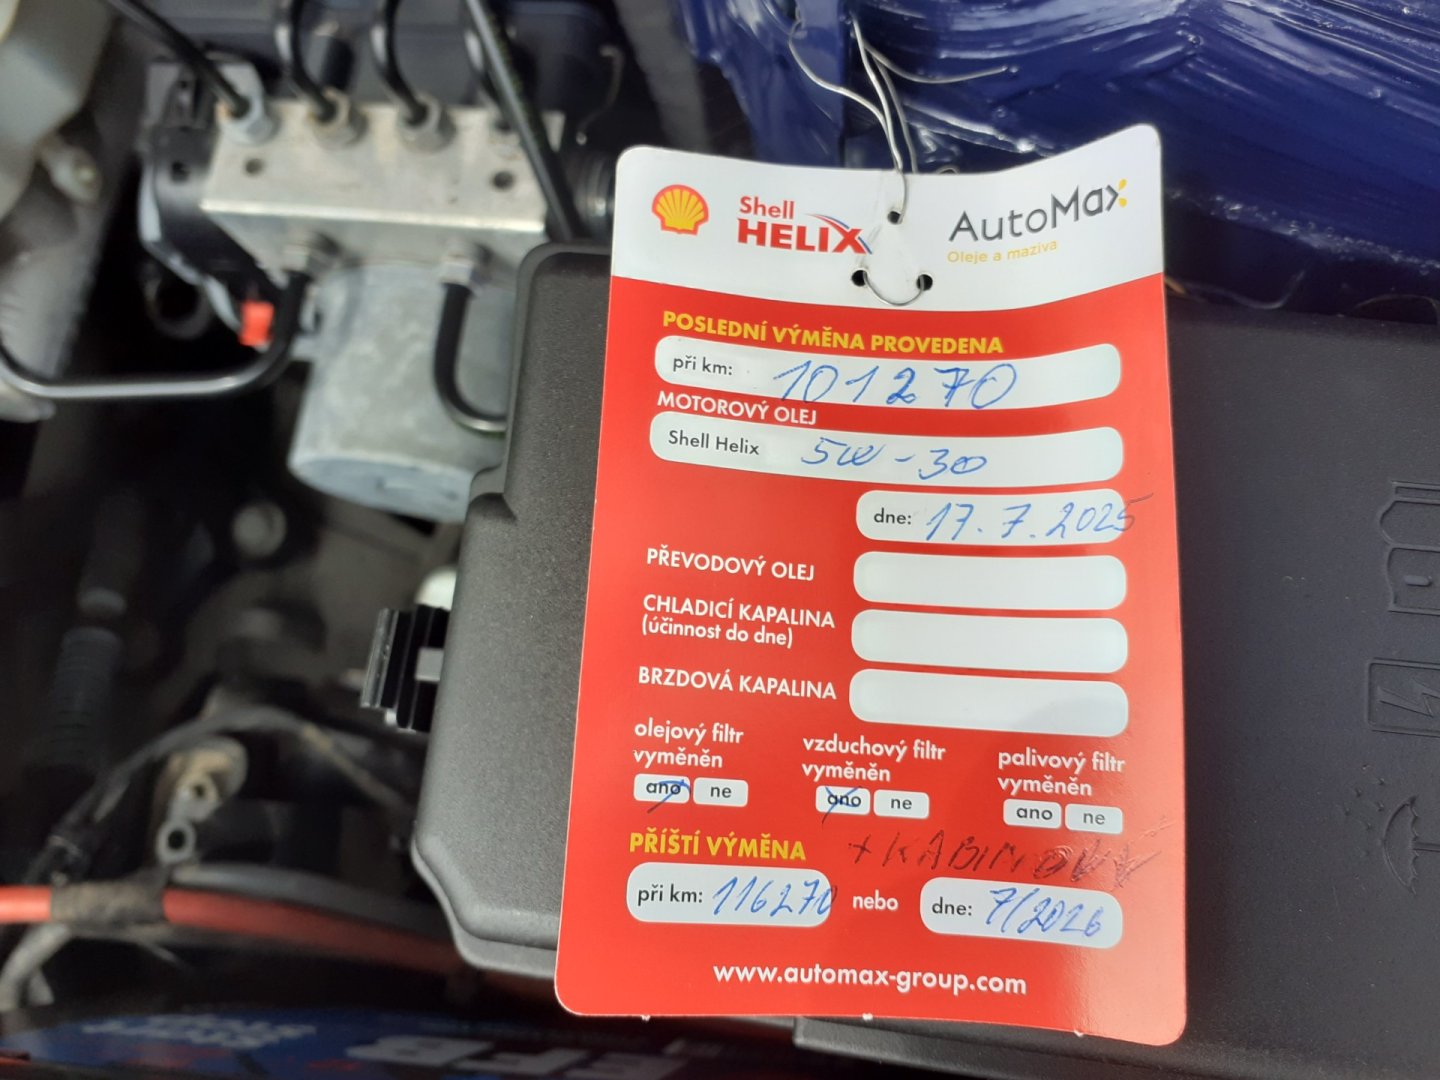 Shell
HELIX
AutoMax
Oleje a maziva
POSLEDNÍ VÝMĚNA PROVEDENA
při km: 101270
MOTOROVÝ OLEJ
Shell Helix 5W-30
dne: 17.7.2025
PŘEVODOVÝ OLEJ
CHLADICÍ KAPALINA
(účinnost do dne)
BRZDOVÁ KAPALINA
olejový filtr
vyměněn
ano ne
vzduchový filtr
vyměněn
ano ne
palivový filtr
vyměněn
ano ne
+ KABINOVÝ
PŘÍŠTÍ VÝMĚNA
při km: 116270 nebo dne: 7/2026
www.automax-group.com